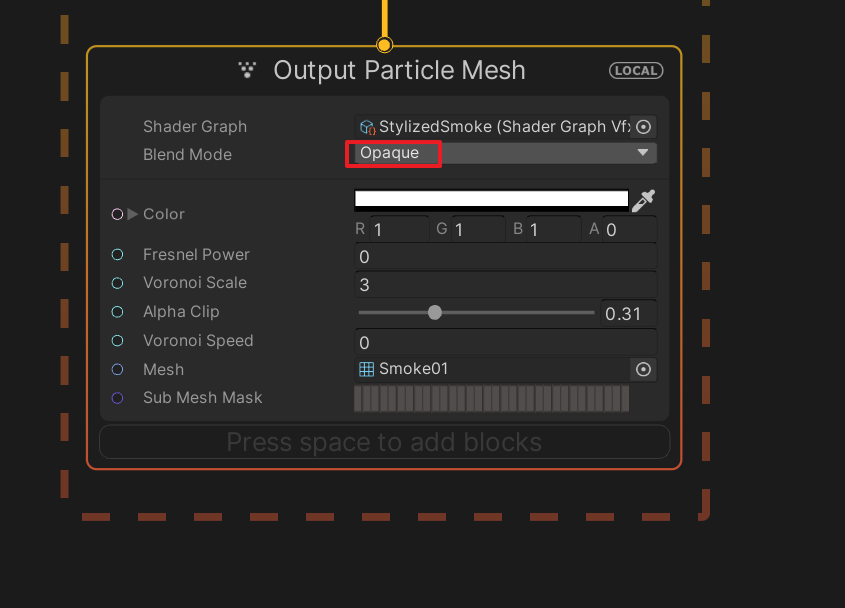 Output Particle Mesh LOCAL
Shader Graph StylizedSmoke (Shader Graph Vfx
Blend Mode Opaque
Color
R 1 G 1 B 1 A 0
Fresnel Power 0
Voronoi Scale 3
Alpha Clip 0.31
Voronoi Speed 0
Mesh Smoke01
Sub Mesh Mask
Press space to add blocks